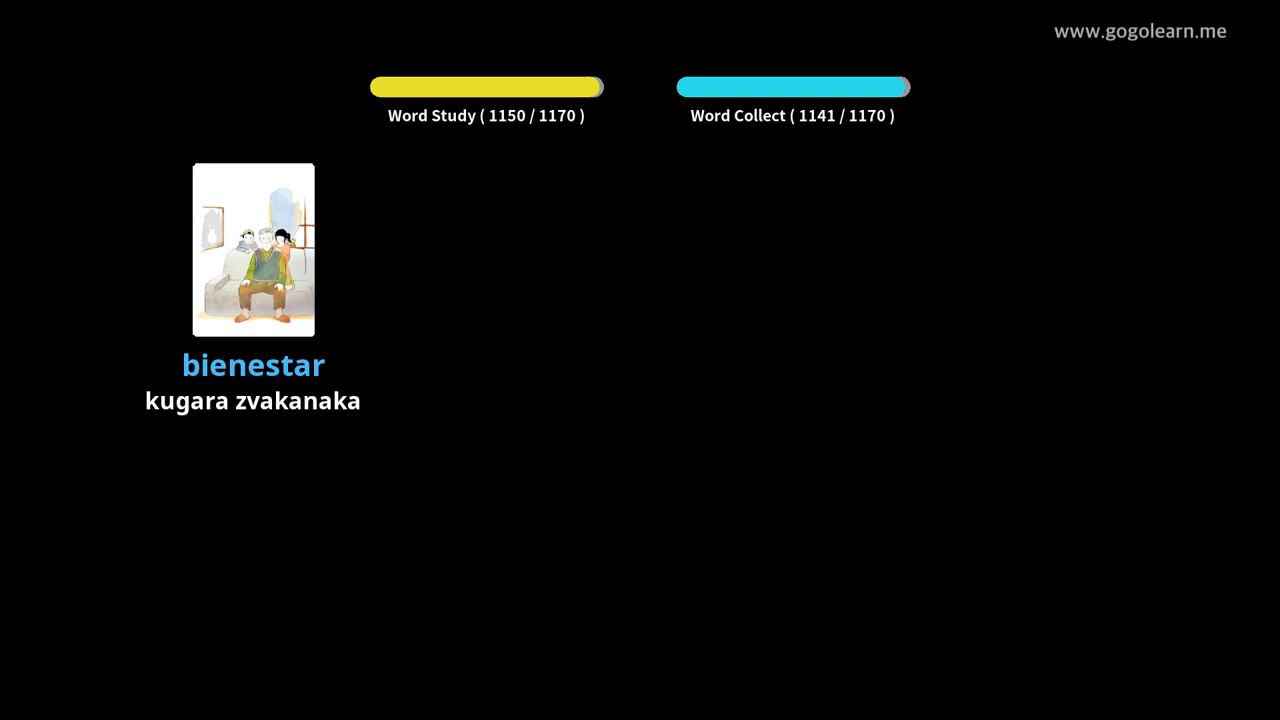 www.gogolearn.me
Word Study ( 1150 / 1170 )
Word Collect ( 1141 / 1170 )
bienestar
kugara zvakanaka